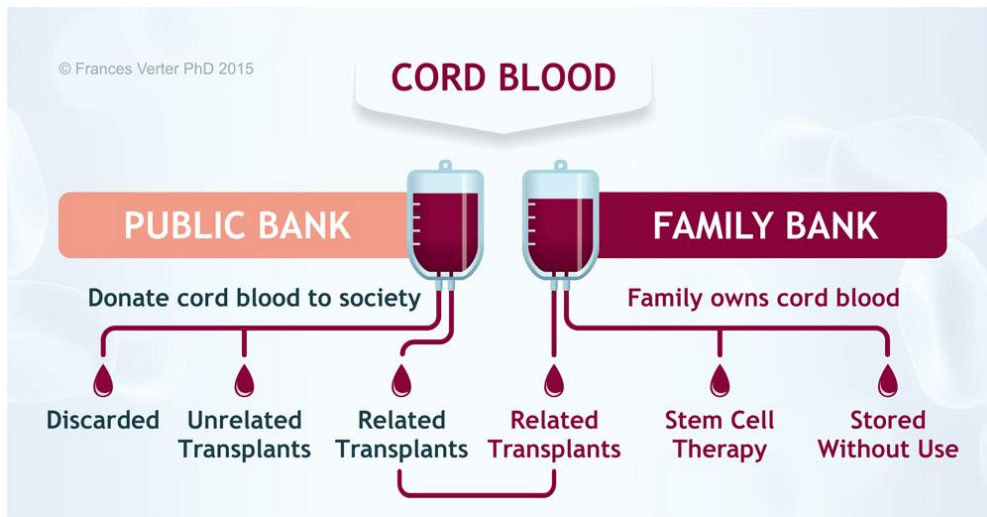 © Frances Verter PhD 2015
CORD BLOOD
PUBLIC BANK
FAMILY BANK
Donate cord blood to society
Family owns cord blood
Discarded
Unrelated
Transplants
Related
Transplants
Related
Transplants
Stem Cell
Therapy
Stored
Without Use